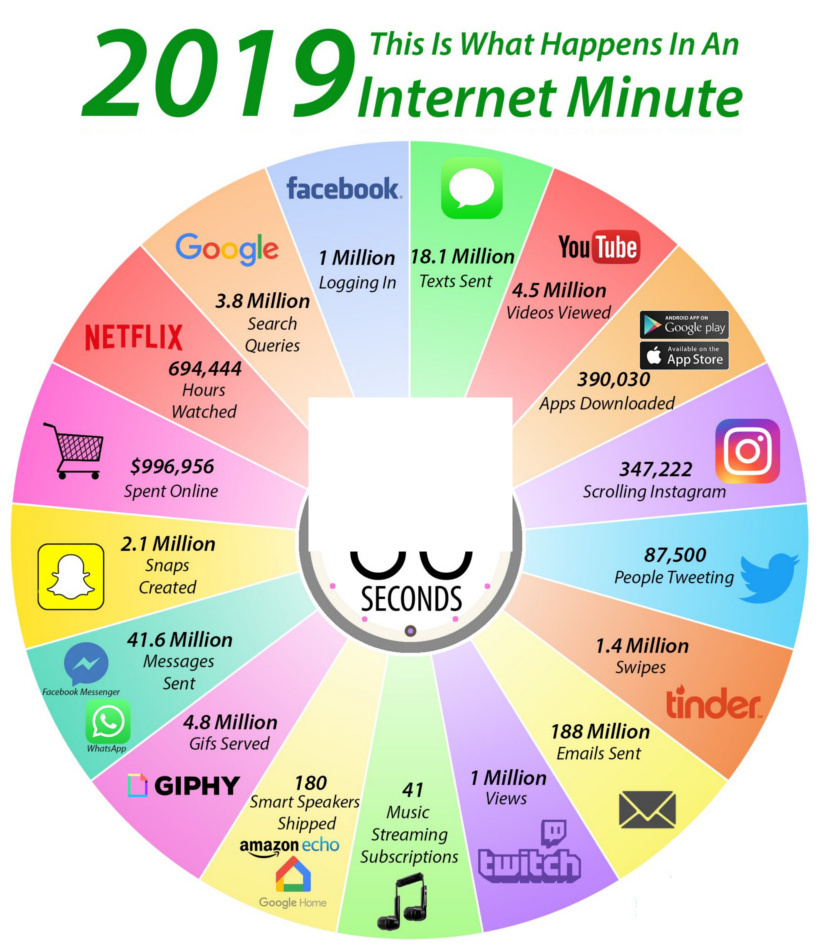 2019
This Is What Happens In An
Internet Minute
facebook
1 Million
Logging In
18.1 Million
Texts Sent
YouTube
4.5 Million
Videos Viewed
ANDROID APP ON
Google play
Available on the
App Store
390,030
Apps Downloaded
347,222
Scrolling Instagram
87,500
People Tweeting
1.4 Million
Swipes
tinder
188 Million
Emails Sent
1 Million
Views
twitch
41
Music
Streaming
Subscriptions
180
Smart Speakers
Shipped
amazon echo
Google Home
4.8 Million
Gifs Served
GIPHY
41.6 Million
Messages
Sent
Facebook Messenger
WhatsApp
2.1 Million
Snaps
Created
$996,956
Spent Online
NETFLIX
694,444
Hours
Watched
Google
3.8 Million
Search
Queries
SECONDS